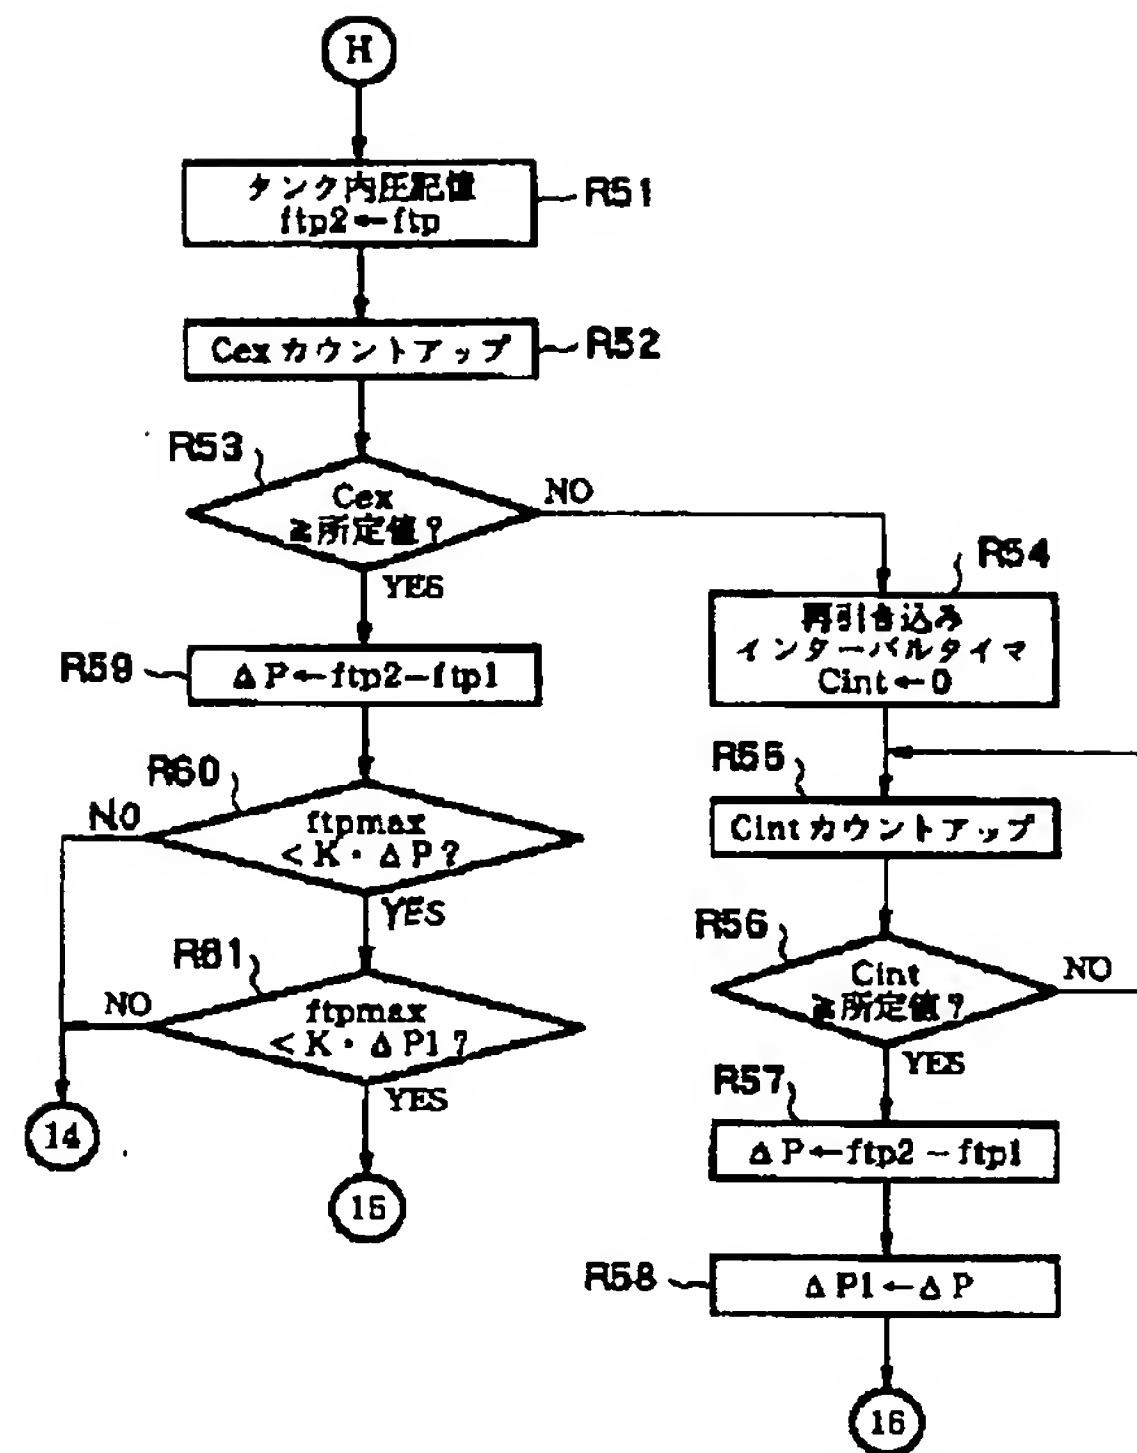 H
タンク内圧記憶
ftp2←ftp
R51
Cexカウントアップ
R52
R53
Cex
≧所定値?
NO
YES
R54
再引き込み
インターバルタイマ
Cint←0
R59
ΔP←ftp2−ftp1
R55
Cintカウントアップ
R60
NO
ftpmax
<K・ΔP?
YES
R56
Cint
≧所定値?
NO
YES
R61
NO
ftpmax
<K・ΔP1?
YES
R57
ΔP←ftp2−ftp1
14
15
R58
ΔP1←ΔP
16